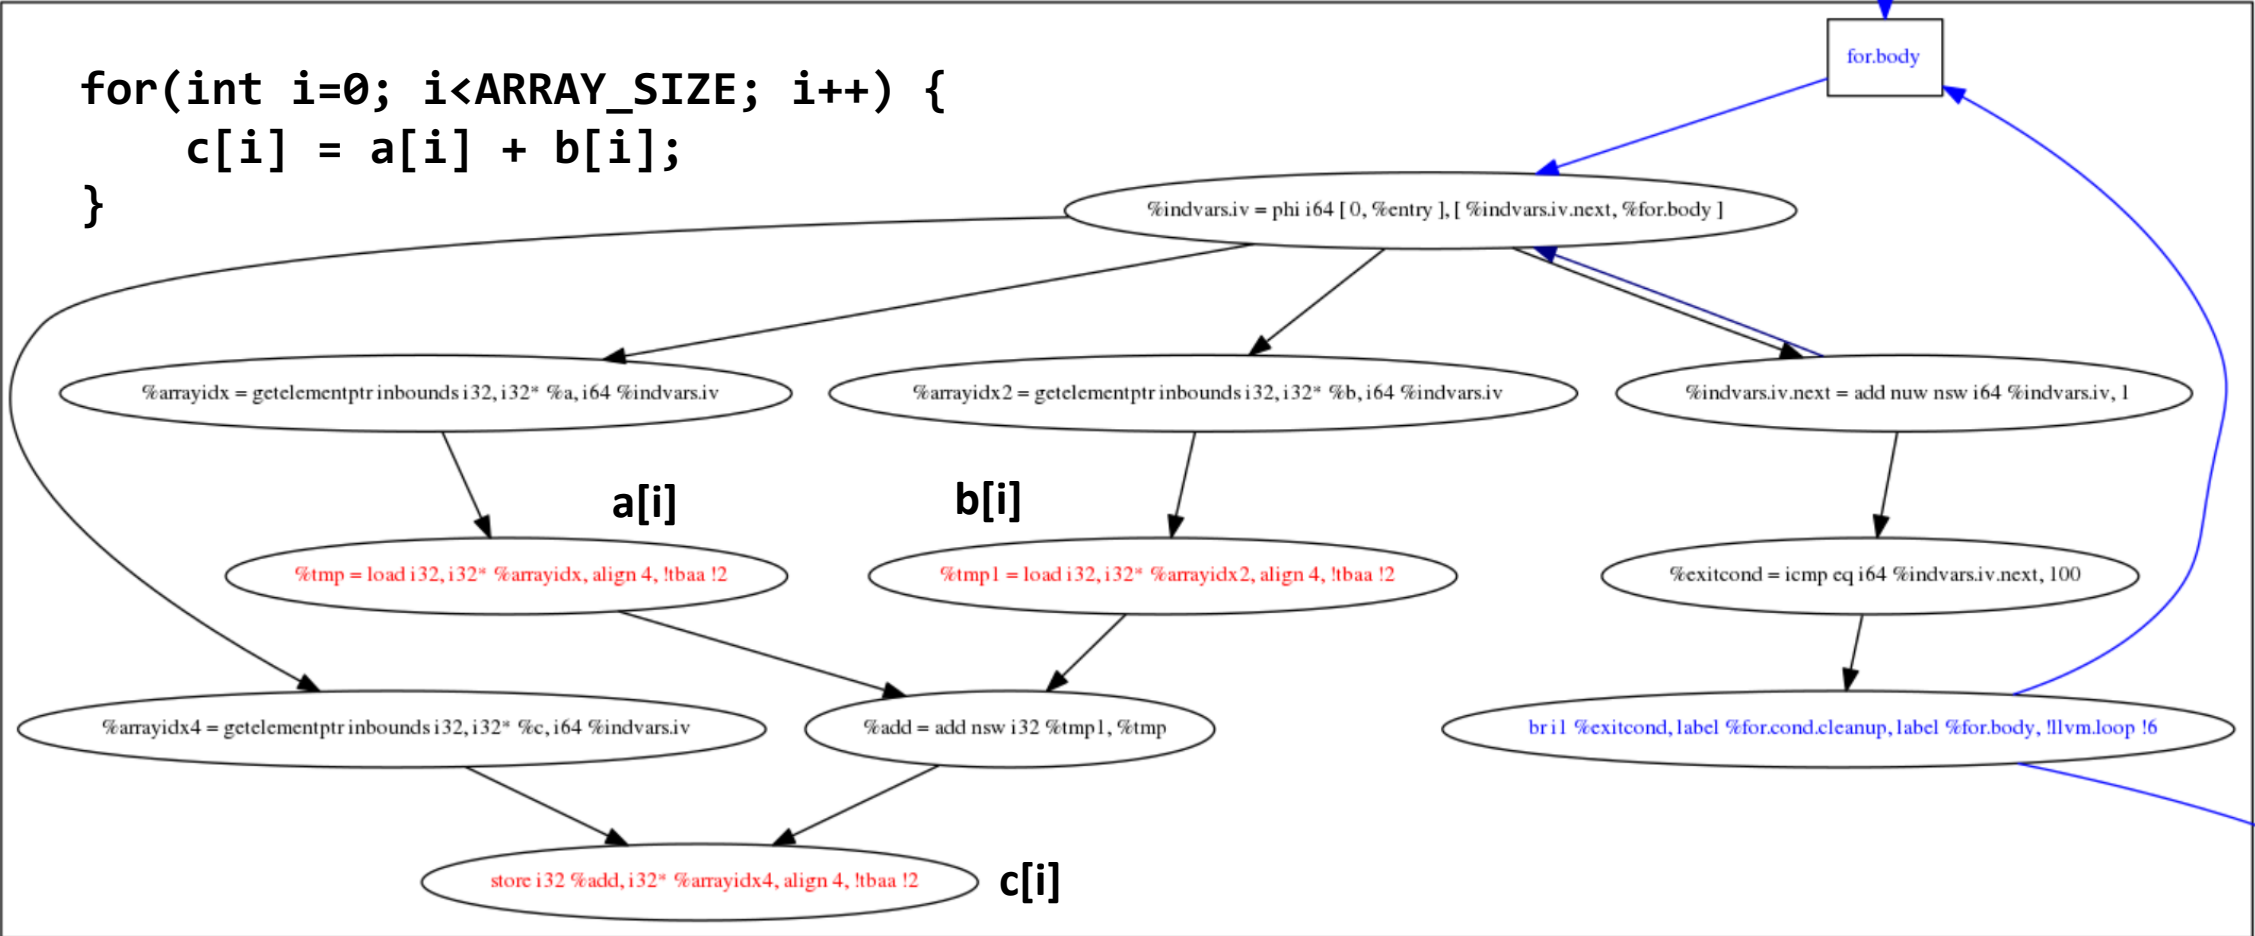 for(int i=0; i<ARRAY_SIZE; i++) {
c[i] = a[i] + b[i];
}
for.body
%indvars.iv = phi i64 [ 0, %entry ], [ %indvars.iv.next, %for.body ]
%arrayidx = getelementptr inbounds i32, i32* %a, i64 %indvars.iv
%arrayidx2 = getelementptr inbounds i32, i32* %b, i64 %indvars.iv
%indvars.iv.next = add nuw nsw i64 %indvars.iv, 1
a[i]
b[i]
%tmp = load i32, i32* %arrayidx, align 4, !tbaa !2
%tmp1 = load i32, i32* %arrayidx2, align 4, !tbaa !2
%exitcond = icmp eq i64 %indvars.iv.next, 100
%arrayidx4 = getelementptr inbounds i32, i32* %c, i64 %indvars.iv
%add = add nsw i32 %tmp1, %tmp
br i1 %exitcond, label %for.cond.cleanup, label %for.body, !llvm.loop !6
store i32 %add, i32* %arrayidx4, align 4, !tbaa !2
c[i]